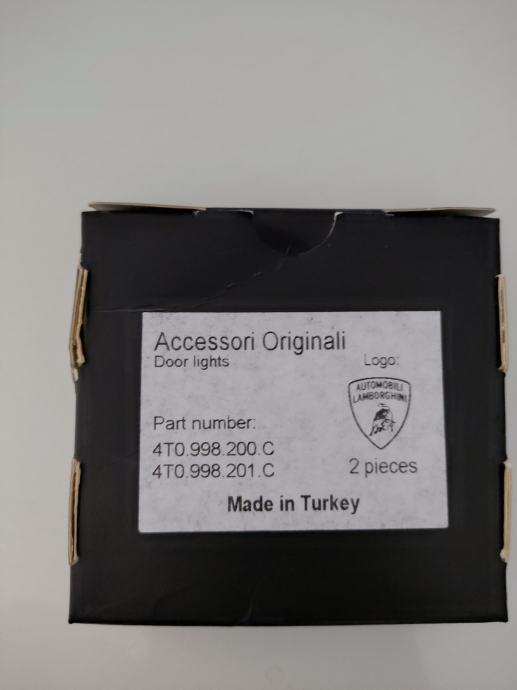 Accessori Originali
Door lights
Logo:
AUTOMOBILI
LAMBORGHINI
Part number:
4T0.998.200.C
4T0.998.201.C
2 pieces
Made in Turkey